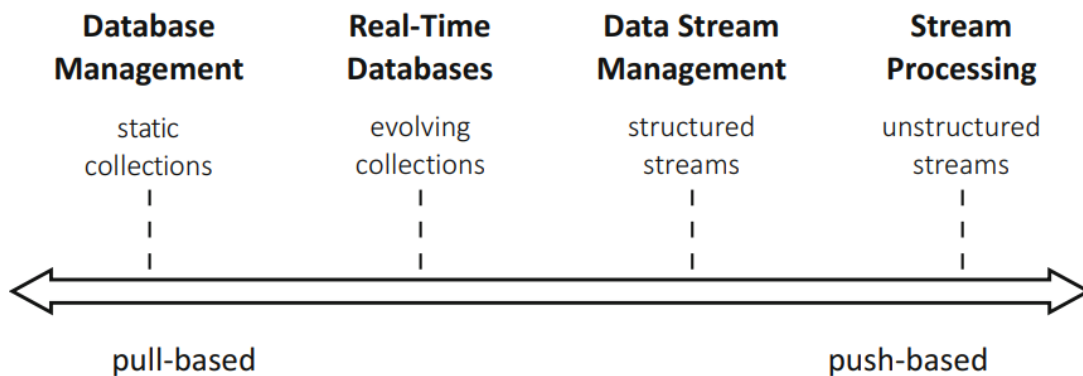 Database
Management
Real-Time
Databases
Data Stream
Management
Stream
Processing
static
collections
evolving
collections
structured
streams
unstructured
streams
pull-based
push-based